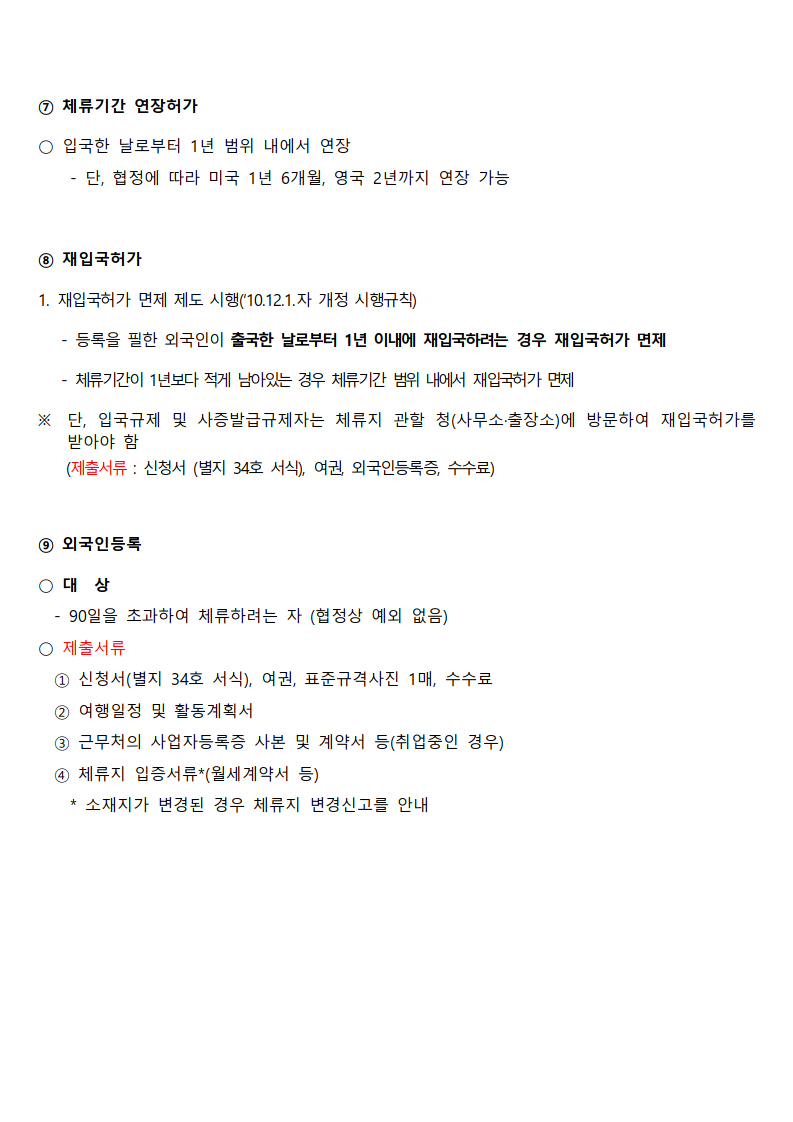 ⑦ 체류기간 연장허가
○ 입국한 날로부터 1년 범위 내에서 연장
- 단, 협정에 따라 미국 1년 6개월, 영국 2년까지 연장 가능
⑧ 재입국허가
1. 재입국허가 면제 제도 시행(‘10.12.1.자 개정 시행규칙)
- 등록을 필한 외국인이 출국한 날로부터 1년 이내에 재입국하려는 경우 재입국허가 면제
- 체류기간이 1년보다 적게 남아있는 경우 체류기간 범위 내에서 재입국허가 면제
※ 단, 입국규제 및 사증발급규제자는 체류지 관할 청(사무소·출장소)에 방문하여 재입국허가를
받아야 함
(제출서류 : 신청서 (별지 34호 서식), 여권, 외국인등록증, 수수료)
⑨ 외국인등록
○ 대 상
- 90일을 초과하여 체류하려는 자 (협정상 예외 없음)
○ 제출서류
① 신청서(별지 34호 서식), 여권, 표준규격사진 1매, 수수료
② 여행일정 및 활동계획서
③ 근무처의 사업자등록증 사본 및 계약서 등(취업중인 경우)
④ 체류지 입증서류*(월세계약서 등)
* 소재지가 변경된 경우 체류지 변경신고를 안내